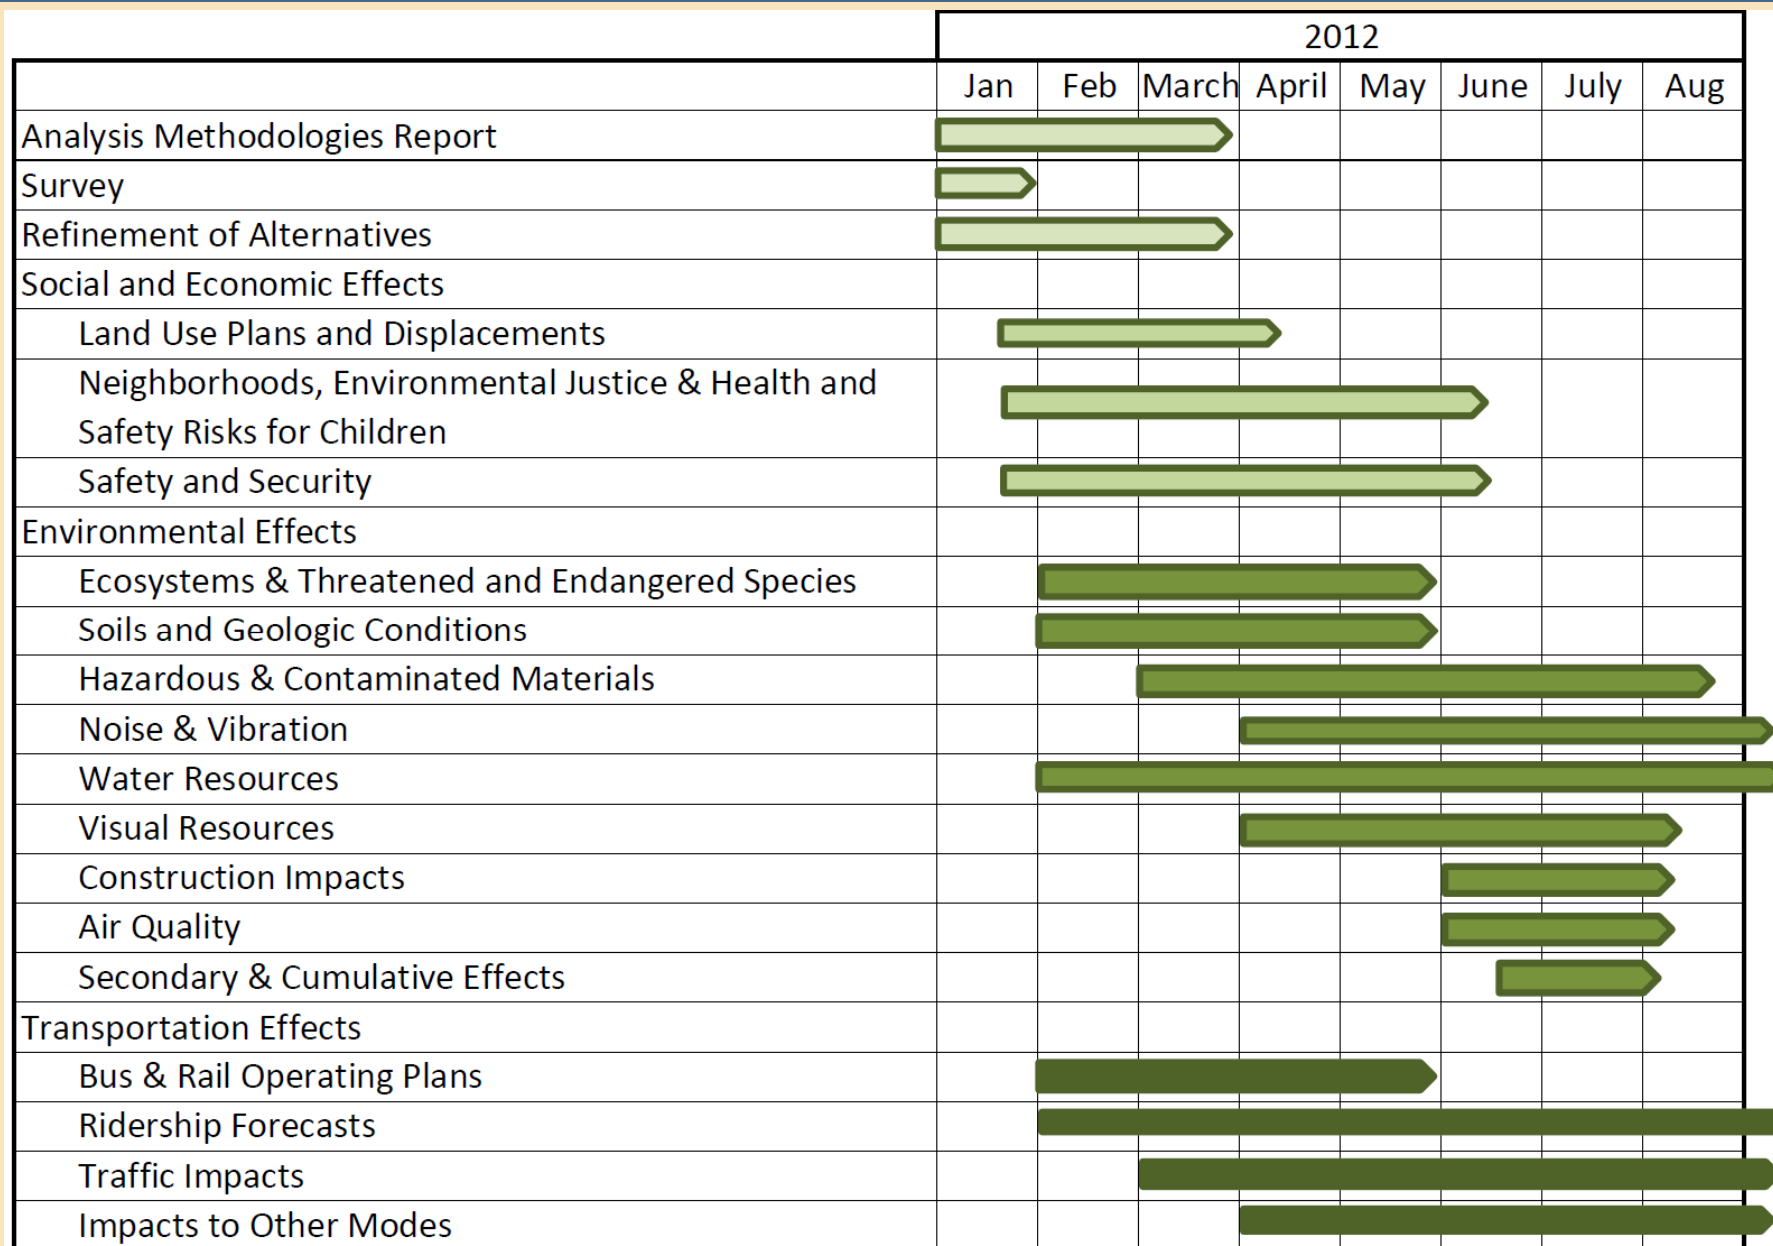 2012
Jan Feb March April May June July Aug
Analysis Methodologies Report
Survey
Refinement of Alternatives
Social and Economic Effects
Land Use Plans and Displacements
Neighborhoods, Environmental Justice & Health and
Safety Risks for Children
Safety and Security
Environmental Effects
Ecosystems & Threatened and Endangered Species
Soils and Geologic Conditions
Hazardous & Contaminated Materials
Noise & Vibration
Water Resources
Visual Resources
Construction Impacts
Air Quality
Secondary & Cumulative Effects
Transportation Effects
Bus & Rail Operating Plans
Ridership Forecasts
Traffic Impacts
Impacts to Other Modes